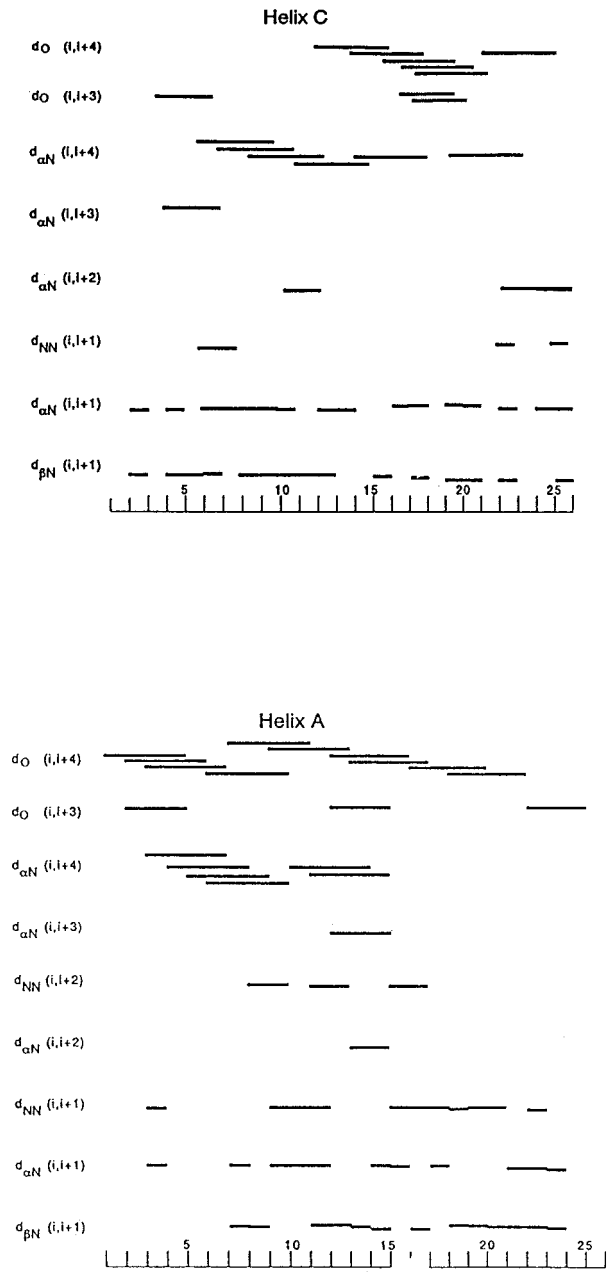 Helix C
dO (i,i+4)
dO (i,i+3)
dαN (i,i+4)
dαN (i,i+3)
dαN (i,i+2)
dNN (i,i+1)
dαN (i,i+1)
dβN (i,i+1)
5 10 15 20 25
Helix A
dO (i,i+4)
dO (i,i+3)
dαN (i,i+4)
dαN (i,i+3)
dNN (i,i+2)
dαN (i,i+2)
dNN (i,i+1)
dαN (i,i+1)
dβN (i,i+1)
5 10 15 20 25